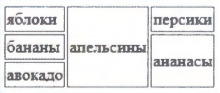 яблоки
бананы
авокадо
апельсины
персики
ананасы